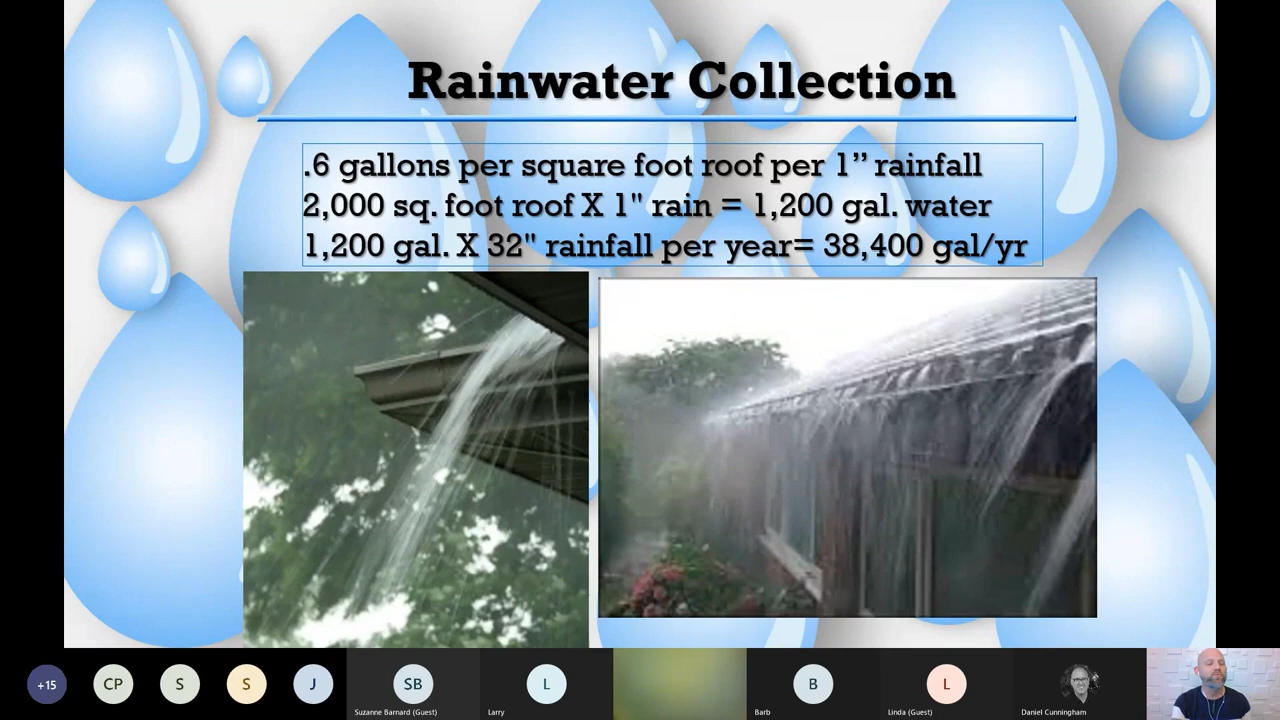 Rainwater Collection
.6 gallons per square foot roof per 1” rainfall
2,000 sq. foot roof X 1" rain = 1,200 gal. water
1,200 gal. X 32" rainfall per year= 38,400 gal/yr
+15
CP
S
S
J
SB
L
B
L
Suzanne Barnard (Guest)
Larry
Barb
Linda (Guest)
Daniel Cunningham